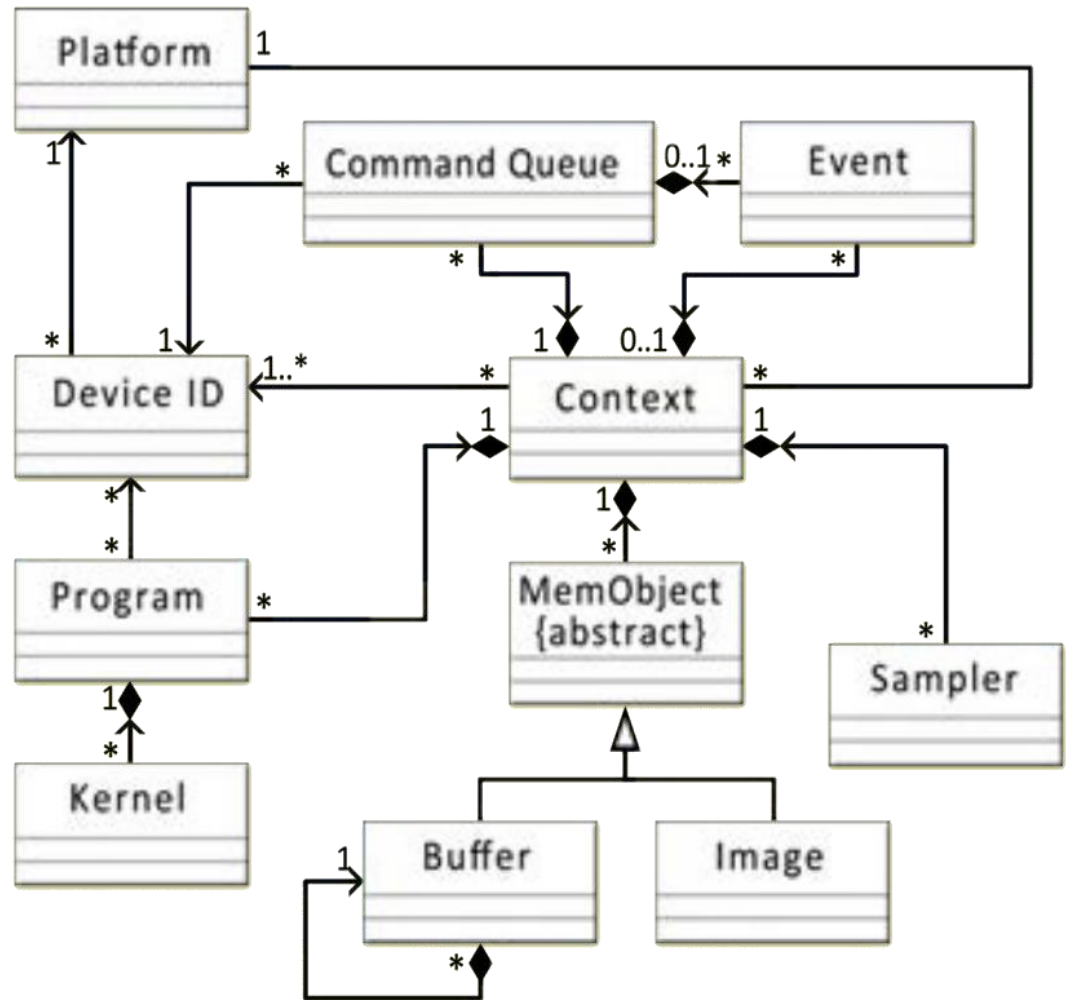 Platform
1
Command Queue
0..1
*
Event
*
1
*
*
1
0..1
*
1
1..*
*
*
Device ID
Context
1
1
*
1
*
*
*
Program
*
MemObject
{abstract}
*
Sampler
1
*
Kernel
1
Buffer
Image
*